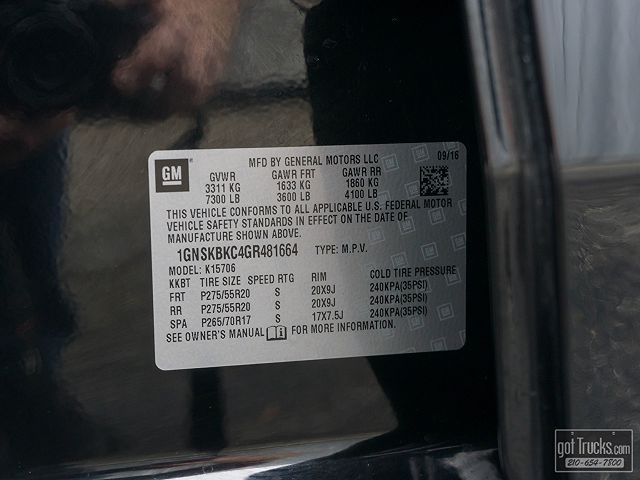 GM
MFD BY GENERAL MOTORS LLC 09/16
GVWR GAWR FRT GAWR RR
3311 KG 1633 KG 1860 KG
7300 LB 3600 LB 4100 LB
THIS VEHICLE CONFORMS TO ALL APPLICABLE U.S. FEDERAL MOTOR
VEHICLE SAFETY STANDARDS IN EFFECT ON THE DATE OF
MANUFACTURE SHOWN ABOVE.
1GNSKBKC4GR481664 TYPE: M.P.V.
MODEL: K15706
KKBT TIRE SIZE SPEED RTG RIM COLD TIRE PRESSURE
FRT P275/55R20 S 20X9J 240KPA(35PSI)
RR P275/55R20 S 20X9J 240KPA(35PSI)
SPA P265/70R17 S 17X7.5J 240KPA(35PSI)
SEE OWNER'S MANUAL FOR MORE INFORMATION.
gotTrucks.com
210-654-7800